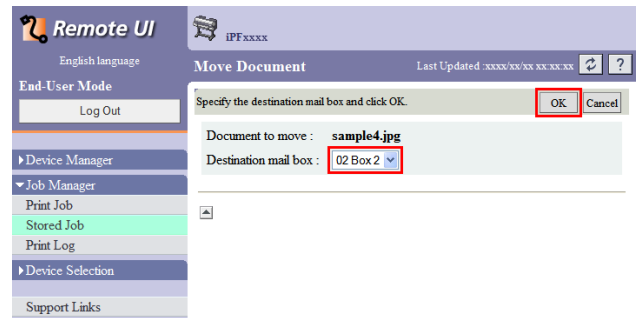 Remote UI
English language
End-User Mode
Log Out
Device Manager
Job Manager
Print Job
Stored Job
Print Log
Device Selection
Support Links
iPFxxxx
Move Document
Last Updated :xxxx/xx/xx xx:xx:xx
?
Specify the destination mail box and click OK.
OK
Cancel
Document to move : sample4.jpg
Destination mail box : 02 Box 2